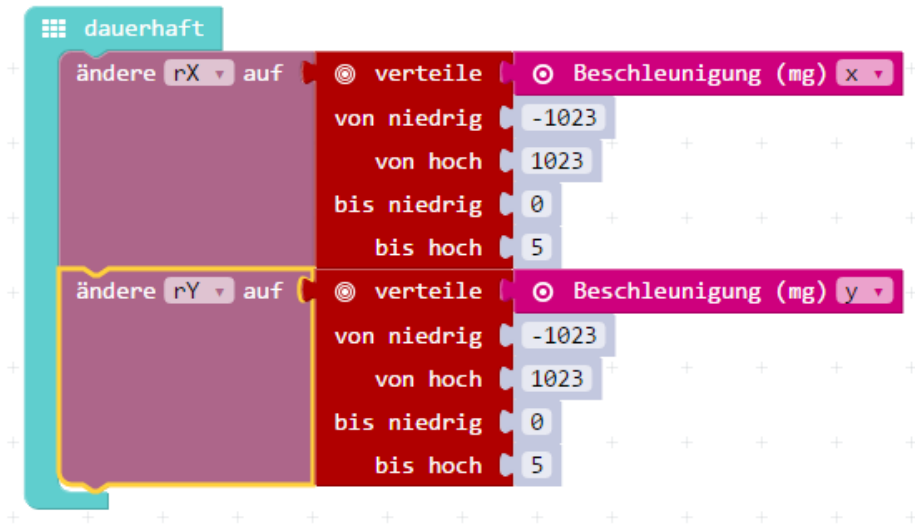 dauerhaft
ändere rX auf verteile Beschleunigung (mg) x
von niedrig -1023
von hoch 1023
bis niedrig 0
bis hoch 5
ändere rY auf verteile Beschleunigung (mg) y
von niedrig -1023
von hoch 1023
bis niedrig 0
bis hoch 5